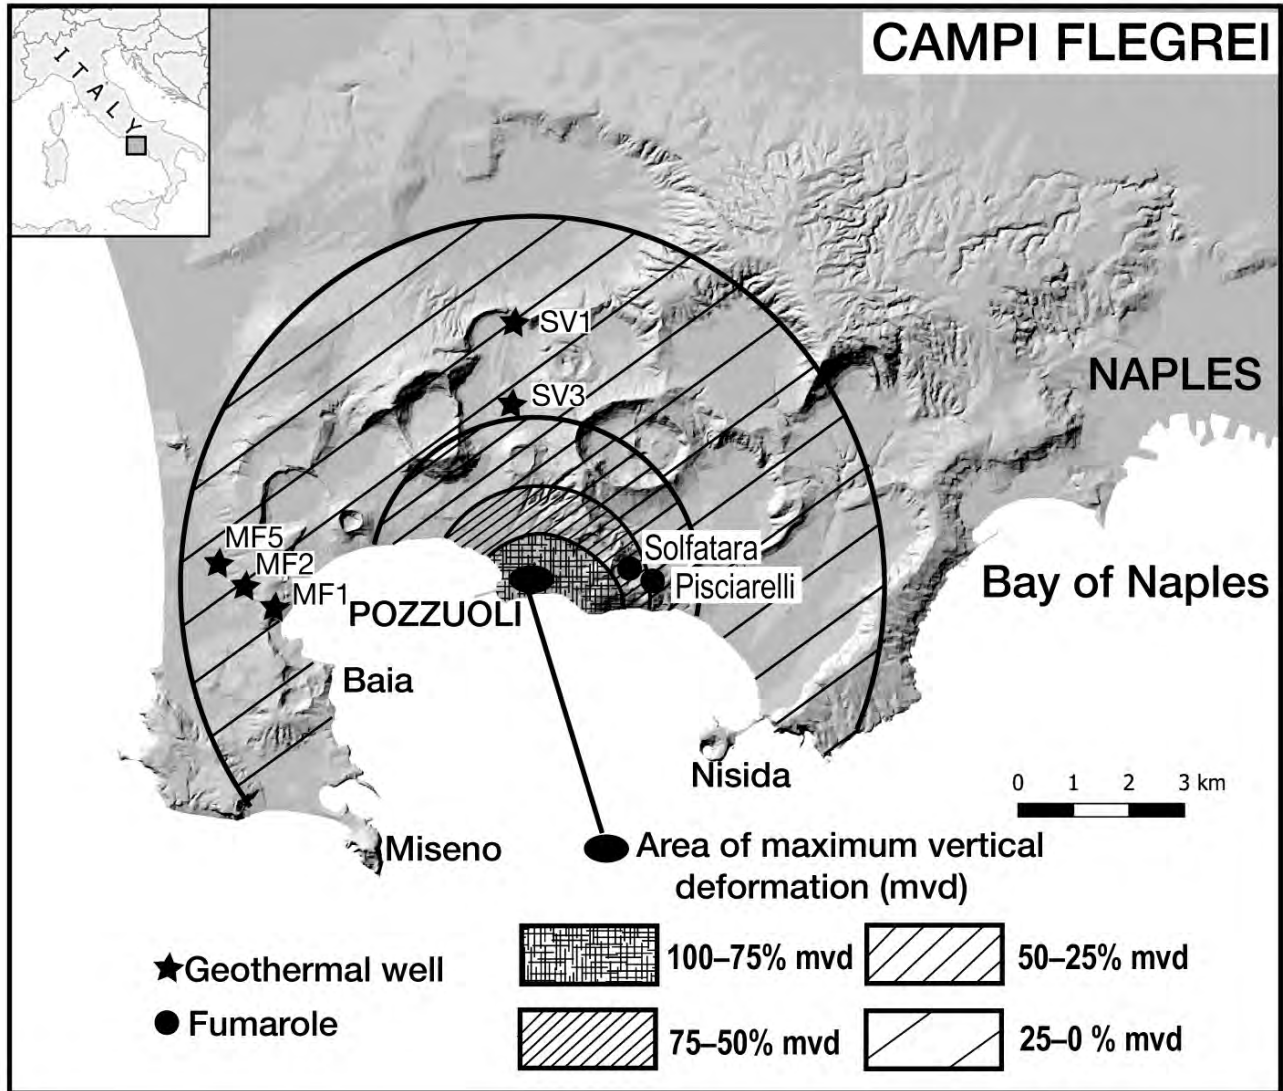 CAMPI FLEGREI
ITALY
SV1
SV3
NAPLES
MF5
MF2
MF1
Solfatara
Pisciarelli
Bay of Naples
POZZUOLI
Baia
Nisida
0 1 2 3 km
Miseno
Area of maximum vertical
deformation (mvd)
Geothermal well
Fumarole
100–75% mvd
50–25% mvd
75–50% mvd
25–0 % mvd